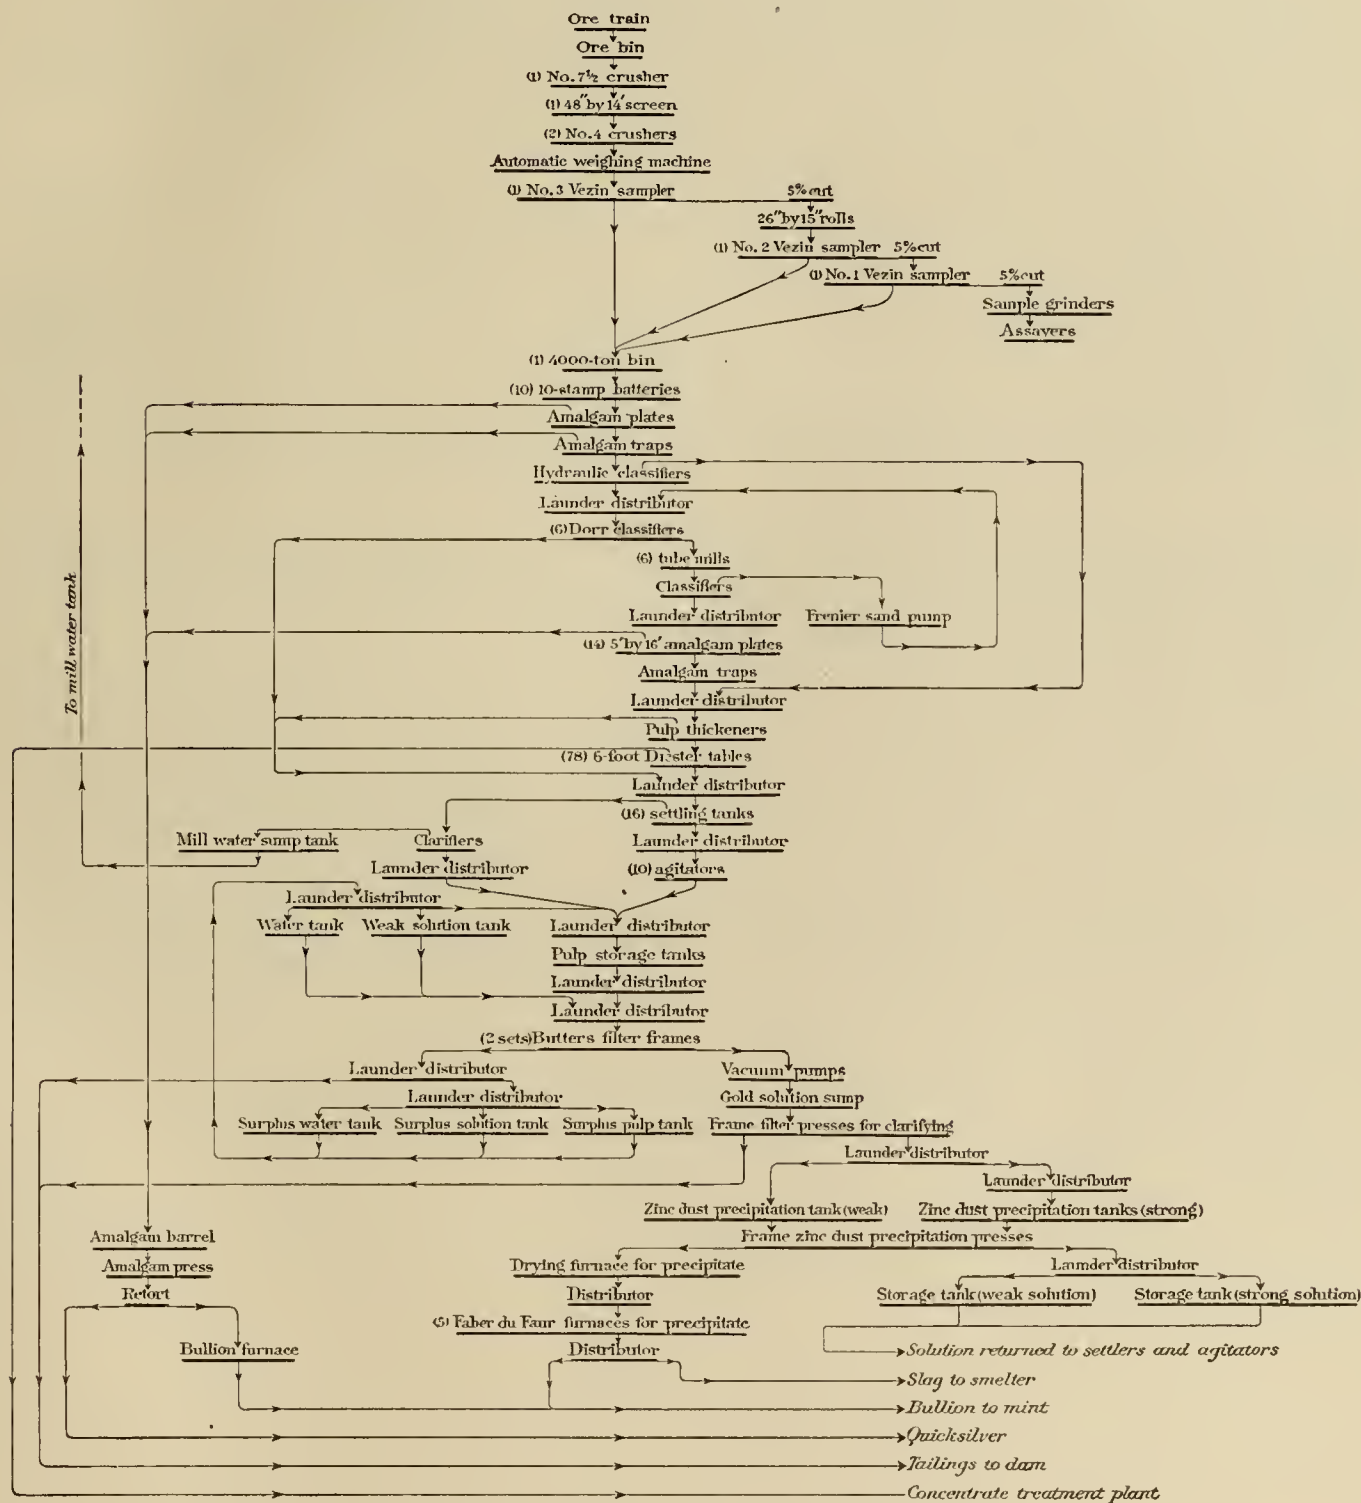 Ore train
Ore bin
(1) No. 7½ crusher
(1) 48" by 14' screen
(2) No. 4 crushers
Automatic weighing machine
(1) No. 3 Vezin sampler 5% cut
26" by 15" rolls
(1) No. 2 Vezin sampler 5% cut
(1) No. 1 Vezin sampler 5% cut
Sample grinders
Assayers
(1) 4000-ton bin
(10) 10-stamp batteries
Amalgam plates
Amalgam traps
Hydraulic classifiers
Launder distributor
(6) Dorr classifiers
(6) tube mills
Classifiers
Launder distributor Frenier sand pump
(14) 5' by 16' amalgam plates
To mill water tank
Amalgam traps
Launder distributor
Pulp thickeners
(78) 6-foot Diester tables
Launder distributor
(16) settling tanks
Mill water sump tank Clarifiers Launder distributor
Launder distributor (10) agitators
Launder distributor
Water tank Weak solution tank Launder distributor
Pulp storage tanks
Launder distributor
Launder distributor
(2 sets) Butters filter frames
Launder distributor Vacuum pumps
Launder distributor Gold solution sump
Surplus water tank Surplus solution tank Surplus pulp tank Frame filter presses for clarifying
Launder distributor
Launder distributor
Zinc dust precipitation tank (weak) Zinc dust precipitation tanks (strong)
Amalgam barrel Frame zinc dust precipitation presses
Amalgam press Drying furnace for precipitate Launder distributor
Retort Distributor Storage tank (weak solution) Storage tank (strong solution)
(5) Faber du Faur furnaces for precipitate
Bullion furnace Distributor Solution returned to settlers and agitators
Slag to smelter
Bullion to mint
Quicksilver
Tailings to dam
Concentrate treatment plant